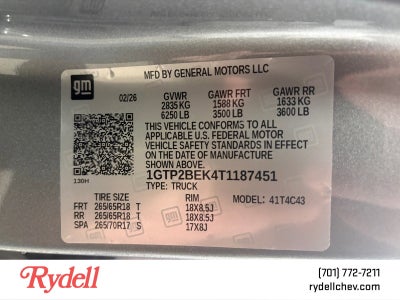 gm
MFD BY GENERAL MOTORS LLC
02/26 GVWR GAWR FRT GAWR RR
2835 KG 1588 KG 1633 KG
6250 LB 3500 LB 3600 LB
THIS VEHICLE CONFORMS TO ALL
APPLICABLE U.S. FEDERAL MOTOR
VEHICLE SAFETY STANDARDS IN EFFECT
ON THE DATE OF MANUFACTURE
SHOWN ABOVE.
1GTP2BEK4T1187451
130H TYPE: TRUCK
TIRE SIZE RIM MODEL: 41T4C43
FRT 265/65R18 T 18X8.5J
RR 265/65R18 T 18X8.5J
SPA 265/70R17 S 17X8J
Rydell
(701) 772-7211
rydellchev.com